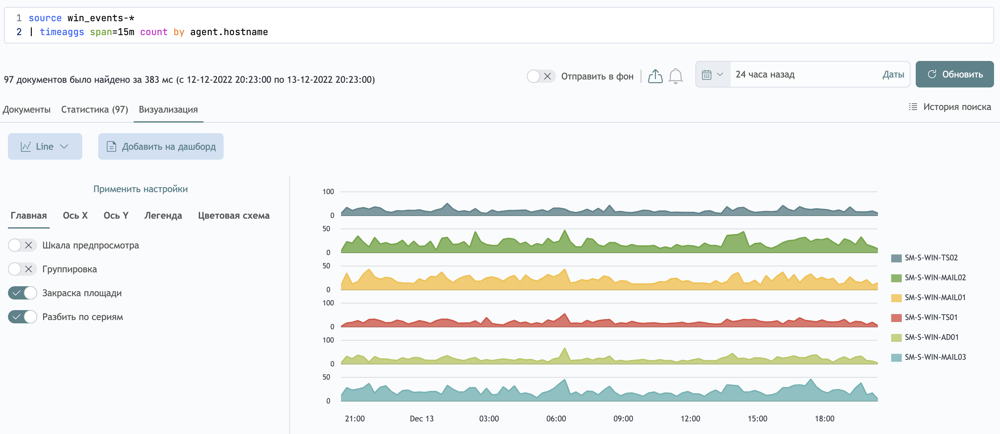 1 source win_events-*
2 | timeaggs span=15m count by agent.hostname
97 документов было найдено за 383 мс (с 12-12-2022 20:23:00 по 13-12-2022 20:23:00)
Отправить в фон
24 часа назад
Даты
Обновить
Документы
Статистика (97)
Визуализация
История поиска
Line
Добавить на дашборд
Применить настройки
Главная
Ось X
Ось Y
Легенда
Цветовая схема
Шкала предпросмотра
Группировка
Закраска площади
Разбить по сериям
100
0
50
0
50
0
100
0
100
0
50
0
21:00
Dec 13
03:00
06:00
09:00
12:00
15:00
18:00
SM-S-WIN-TS02
SM-S-WIN-MAIL02
SM-S-WIN-MAIL01
SM-S-WIN-TS01
SM-S-WIN-AD01
SM-S-WIN-MAIL03